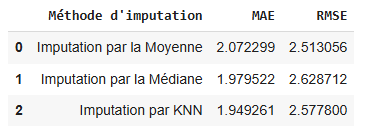 Méthode d'imputation MAE RMSE
0 Imputation par la Moyenne 2.072299 2.513056
1 Imputation par la Médiane 1.979522 2.628712
2 Imputation par KNN 1.949261 2.577800